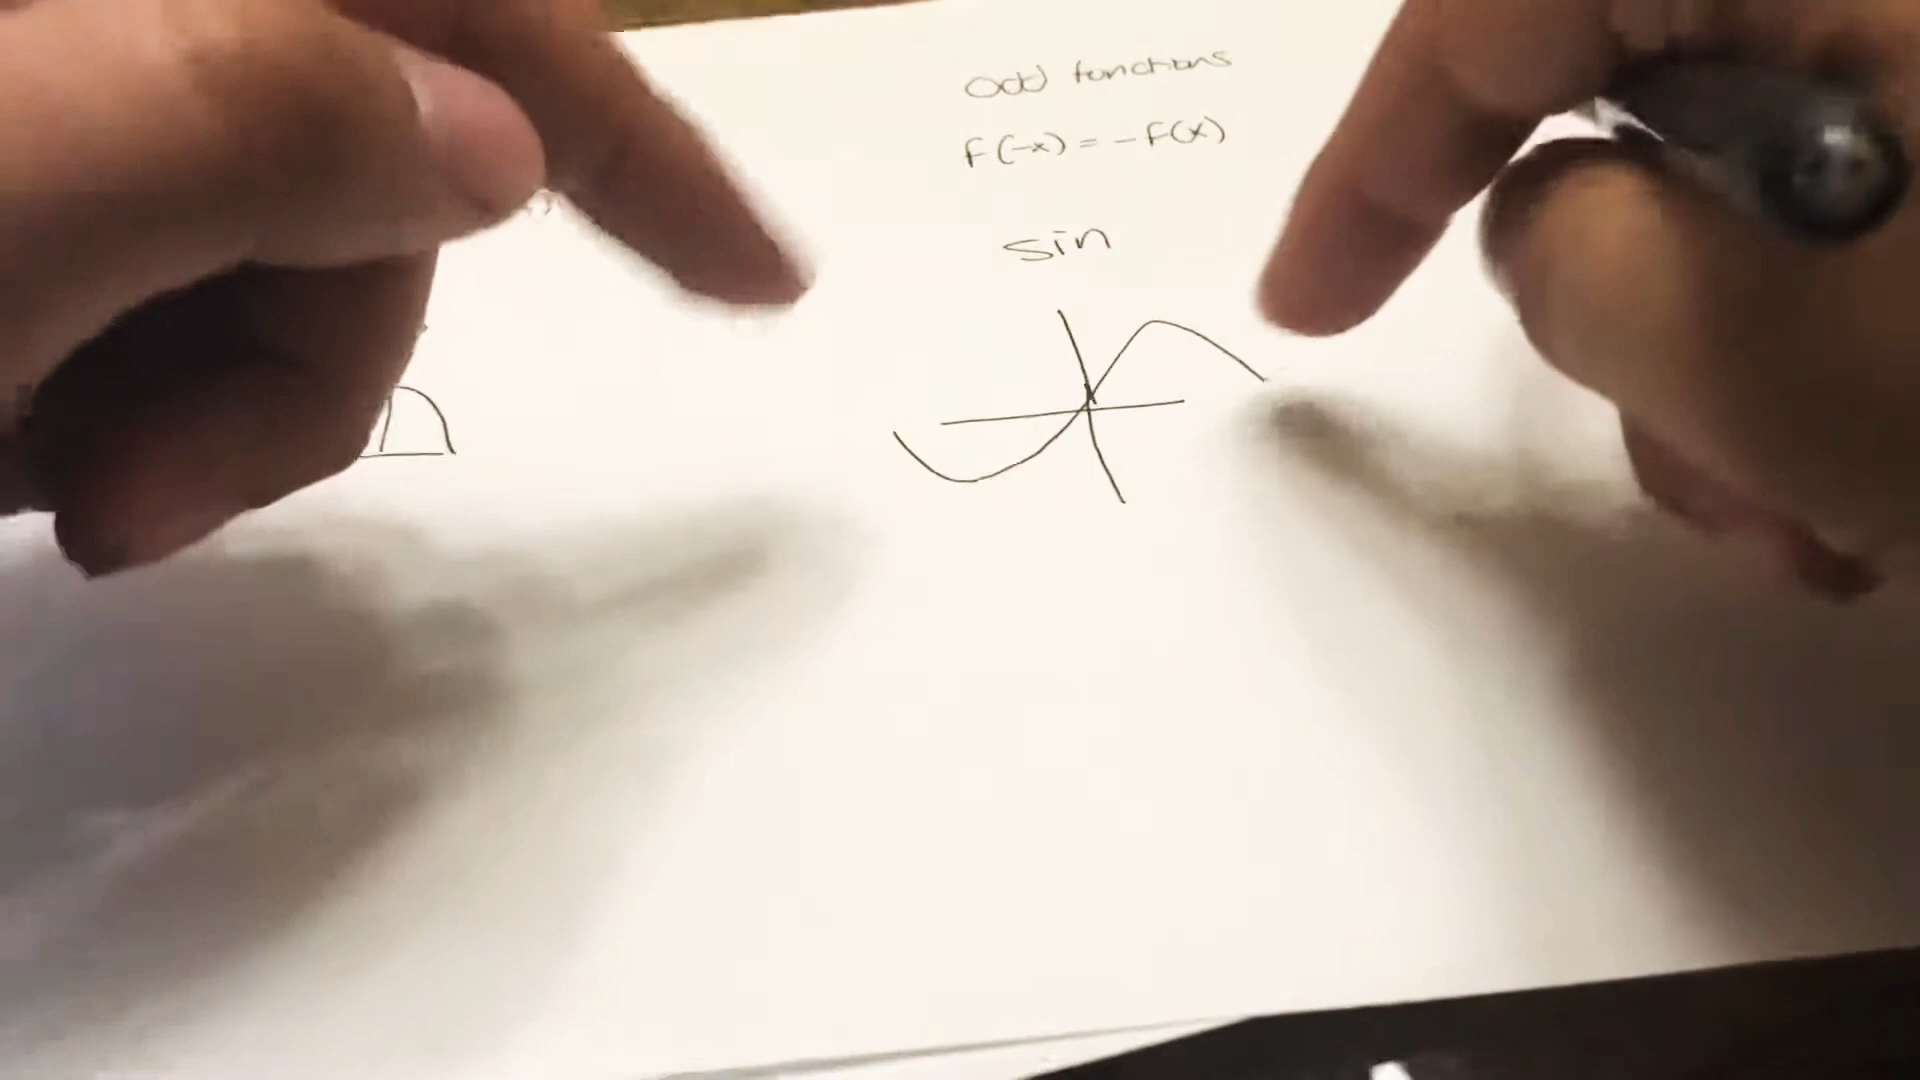 Odd functions
F(-x) = -F(x)
sin